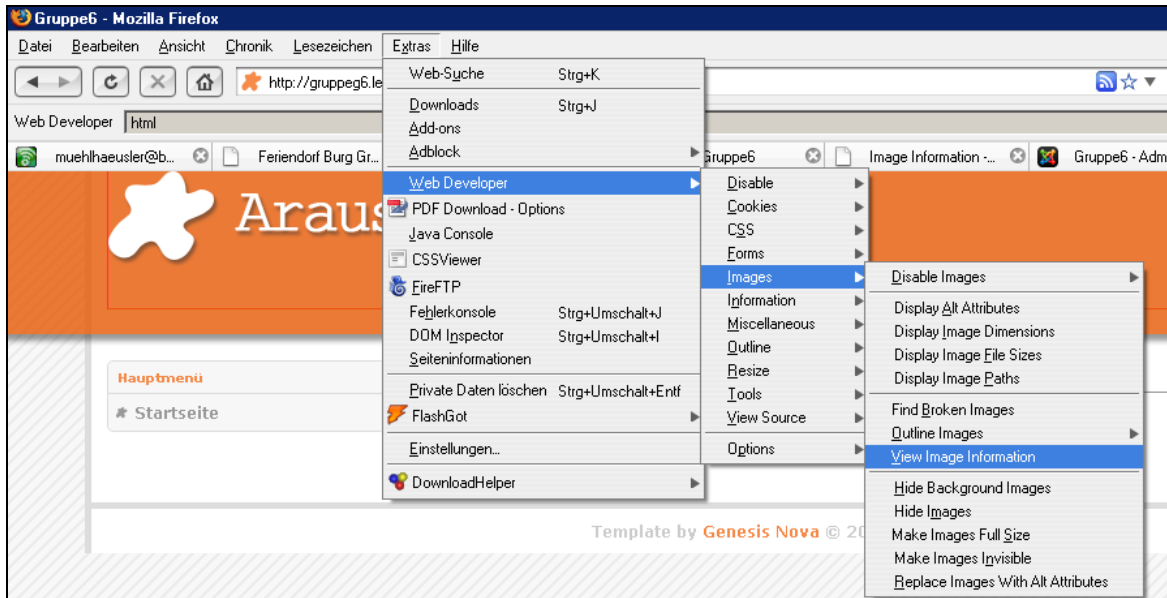 Gruppe6 - Mozilla Firefox
Datei Bearbeiten Ansicht Chronik Lesezeichen Extras Hilfe
http://gruppeg6.le
Web Developer html
muehlhaeusler@b... Feriendorf Burg Gr... Gruppe6 Image Information -... Gruppe6 - Adm
Araus
Hauptmenü
Startseite
Template by Genesis Nova © 20
Web-Suche Strg+K
Downloads Strg+J
Add-ons
Adblock
Web Developer
PDF Download - Options
Java Console
CSSViewer
FireFTP
Fehlerkonsole Strg+Umschalt+J
DOM Inspector Strg+Umschalt+I
Seiteninformationen
Private Daten löschen Strg+Umschalt+Entf
FlashGot
Einstellungen...
DownloadHelper
Disable
Cookies
CSS
Forms
Images
Information
Miscellaneous
Outline
Resize
Tools
View Source
Options
Disable Images
Display Alt Attributes
Display Image Dimensions
Display Image File Sizes
Display Image Paths
Find Broken Images
Outline Images
View Image Information
Hide Background Images
Hide Images
Make Images Full Size
Make Images Invisible
Replace Images With Alt Attributes